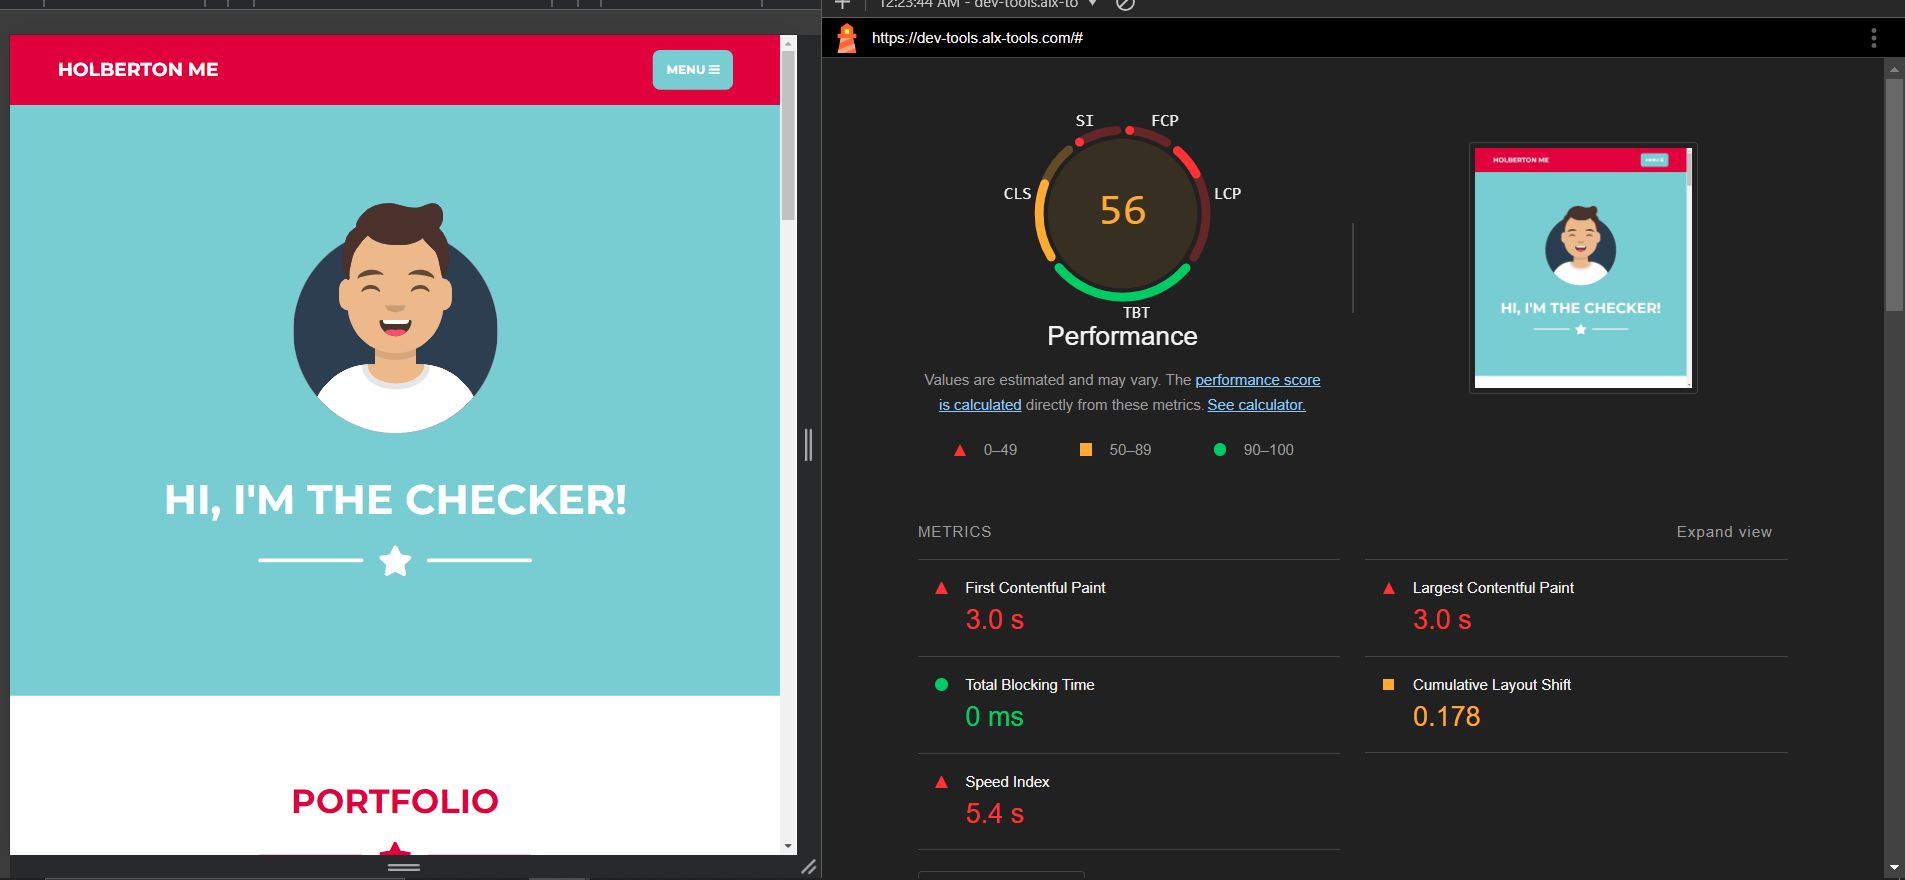 HOLBERTON ME
MENU
HI, I'M THE CHECKER!
PORTFOLIO
12:23:44 AM - dev-tools.alx-to
https://dev-tools.alx-tools.com/#
SI
FCP
CLS
LCP
56
TBT
Performance
Values are estimated and may vary. The performance score
is calculated directly from these metrics. See calculator.
0–49
50–89
90–100
HOLBERTON ME
MENU
HI, I'M THE CHECKER!
METRICS
Expand view
First Contentful Paint
3.0 s
Largest Contentful Paint
3.0 s
Total Blocking Time
0 ms
Cumulative Layout Shift
0.178
Speed Index
5.4 s